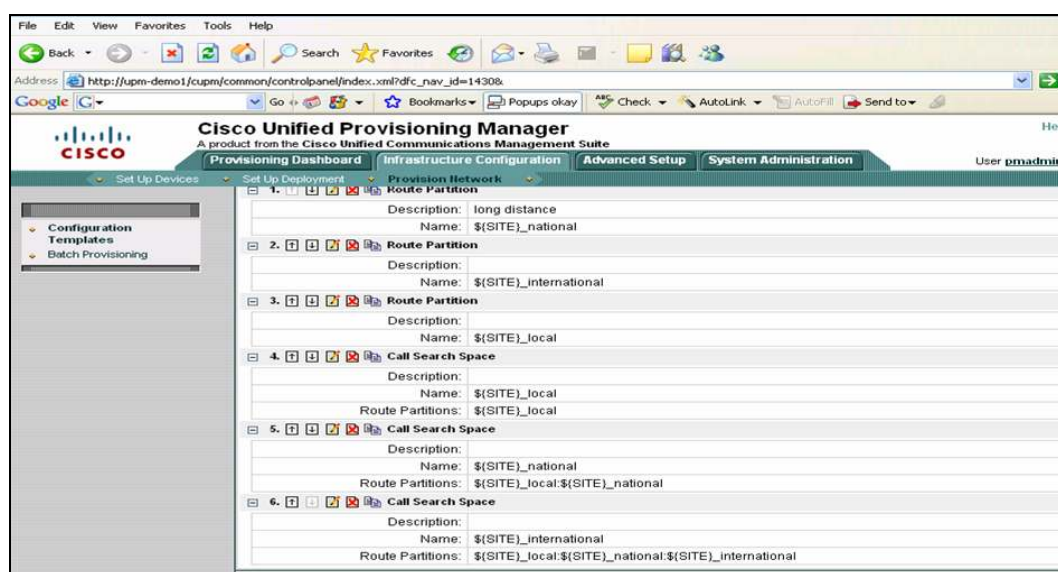 File Edit View Favorites Tools Help
Back Search Favorites
Address http://upm-demo1/cupm/common/controlpanel/index.xml?dfc_nav_id=1430&
Google G Go Bookmarks Popups okay ABC Check AutoLink AutoFill Send to
CISCO
Cisco Unified Provisioning Manager
A product from the Cisco Unified Communications Management Suite
He
Provisioning Dashboard Infrastructure Configuration Advanced Setup System Administration
User pmadmin
Set Up Devices Set Up Deployment Provision Network
Configuration
Templates
Batch Provisioning
1. Route Partition
Description: long distance
Name: ${SITE}_national
2. Route Partition
Description:
Name: ${SITE}_international
3. Route Partition
Description:
Name: ${SITE}_local
4. Call Search Space
Description:
Name: ${SITE}_local
Route Partitions: ${SITE}_local
5. Call Search Space
Description:
Name: ${SITE}_national
Route Partitions: ${SITE}_local:${SITE}_national
6. Call Search Space
Description:
Name: ${SITE}_international
Route Partitions: ${SITE}_local:${SITE}_national:${SITE}_international